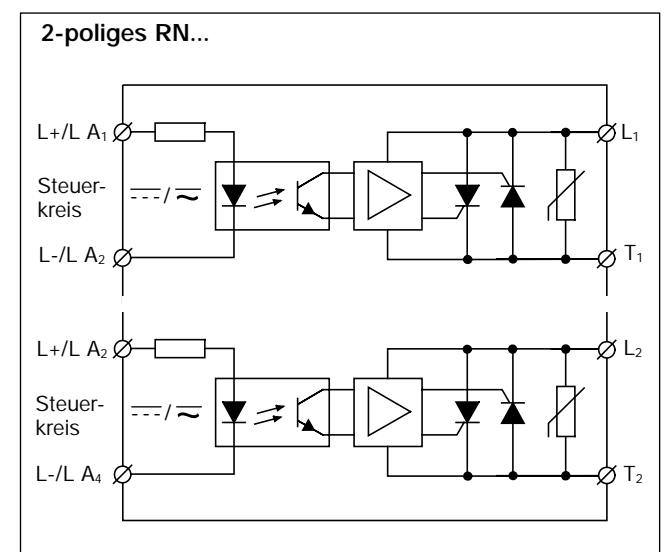 2-poliges RN...
L+/L A₁
L₁
Steuer-
kreis
L-/L A₂
T₁
L+/L A₂
L₂
Steuer-
kreis
L-/L A₄
T₂